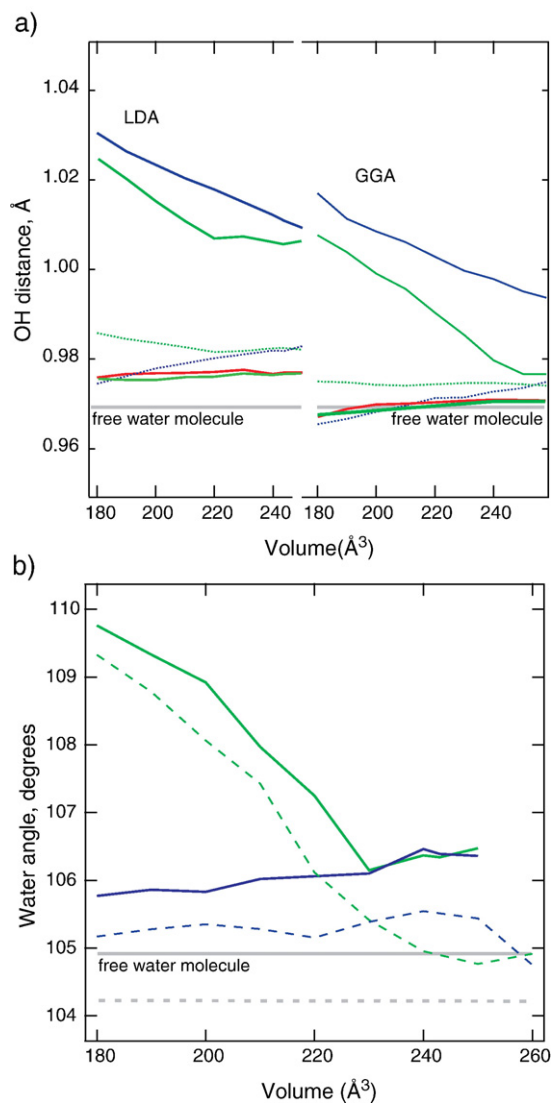 a)
1.04
1.02
1.00
0.98
0.96
OH distance, Å
LDA
GGA
free water molecule
free water molecule
180 200 220 240 180 200 220 240
Volume(Å³)
b)
110
109
108
107
106
105
104
Water angle, degrees
free water molecule
180 200 220 240 260
Volume (Å³)